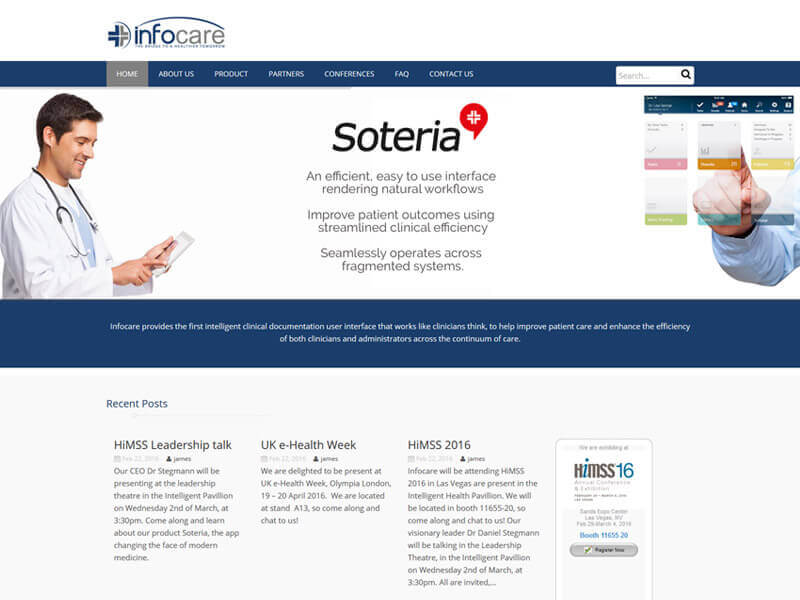 infocare
THE BRIDGE TO A HEALTHIER TOMORROW
HOME ABOUT US PRODUCT PARTNERS CONFERENCES FAQ CONTACT US
Search...
Soteria
An efficient, easy to use interface
rendering natural workflows
Improve patient outcomes using
streamlined clinical efficiency
Seamlessly operates across
fragmented systems.
Infocare provides the first intelligent clinical documentation user interface that works like clinicians think, to help improve patient care and enhance the efficiency
of both clinicians and administrators across the continuum of care.
Recent Posts
HiMSS Leadership talk
Feb 22, 2016 james
Our CEO Dr Stegmann will be
presenting at the leadership
theatre in the Intelligent Pavillion
on Wednesday 2nd of March, at
3:30pm. Come along and learn
about our product Soteria, the app
changing the face of modern
medicine.
UK e-Health Week
Feb 22, 2016 james
We are delighted to be present at
UK e-Health Week, Olympia London,
19 – 20 April 2016. We are located
at stand A13, so come along and
chat to us!
HiMSS 2016
Feb 22, 2016 james
Infocare will be attending HiMSS
2016 in Las Vegas are present in the
Intelligent Health Pavillion. We will
be located in booth 11655-20, so
come along and chat to us! Our
visionary leader Dr Daniel Stegmann
will be talking in the Leadership
Theatre, in the Intelligent Pavillion
on Wednesday 2nd of March, at
3:30pm. All are invited,...
We are exhibiting at
HiMSS16
Annual Conference
& Exhibition
FEBRUARY 29 – MARCH 4, 2016
LAS VEGAS
Sands Expo Center
Las Vegas, NV
Feb 29-March 4, 2016
Booth 11655-20
Register Now